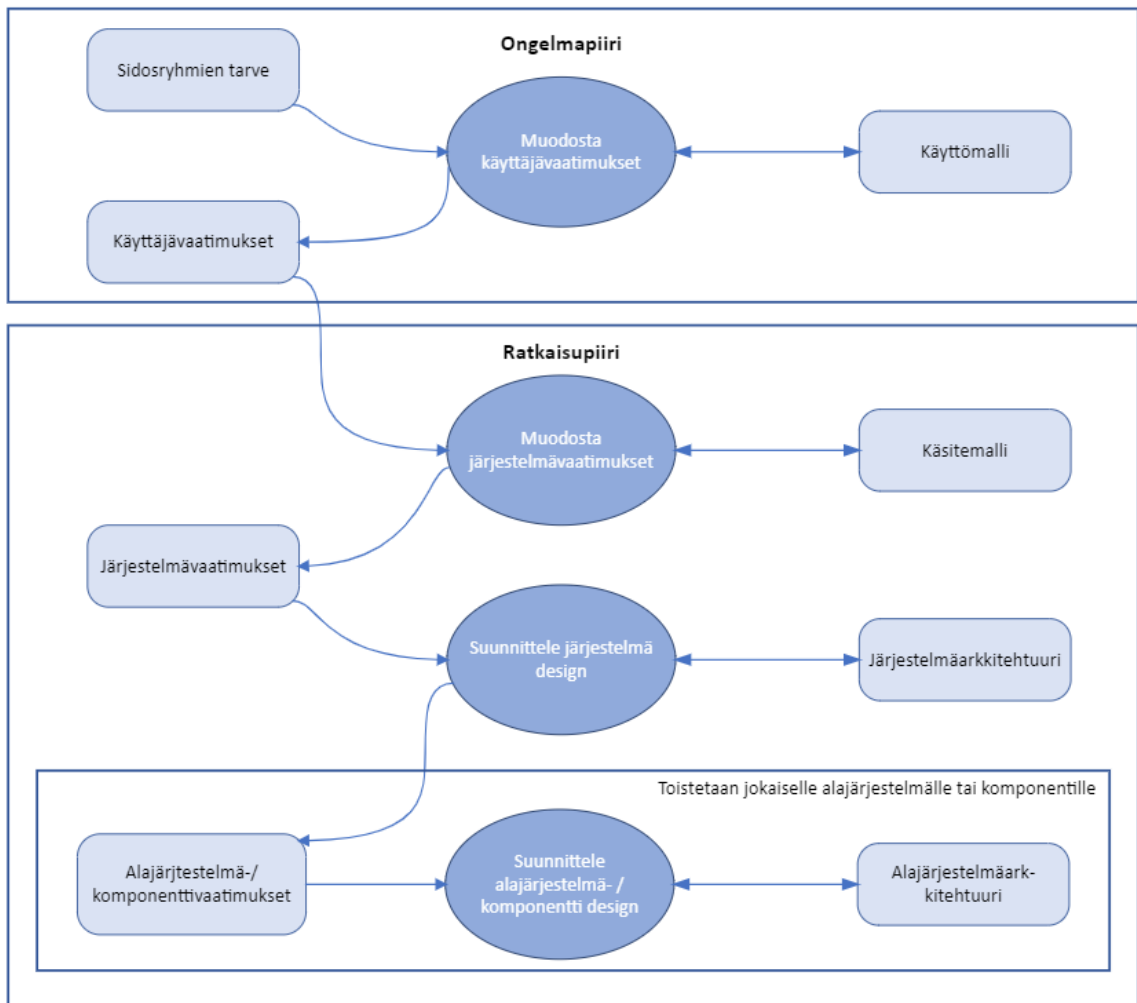 Ongelmapiiri
Sidosryhmien tarve
Muodosta
käyttäjävaatimukset
Käyttömalli
Käyttäjävaatimukset
Ratkaisupiiri
Muodosta
järjestelmävaatimukset
Käsitemalli
Järjestelmävaatimukset
Suunnittele järjestelmä
design
Järjestelmäarkkitehtuuri
Toistetaan jokaiselle alajärjestelmälle tai komponentille
Alajärjtestelmä-/
komponenttivaatimukset
Suunnittele
alajärjestelmä- /
komponentti design
Alajärjestelmäark-
kitehtuuri